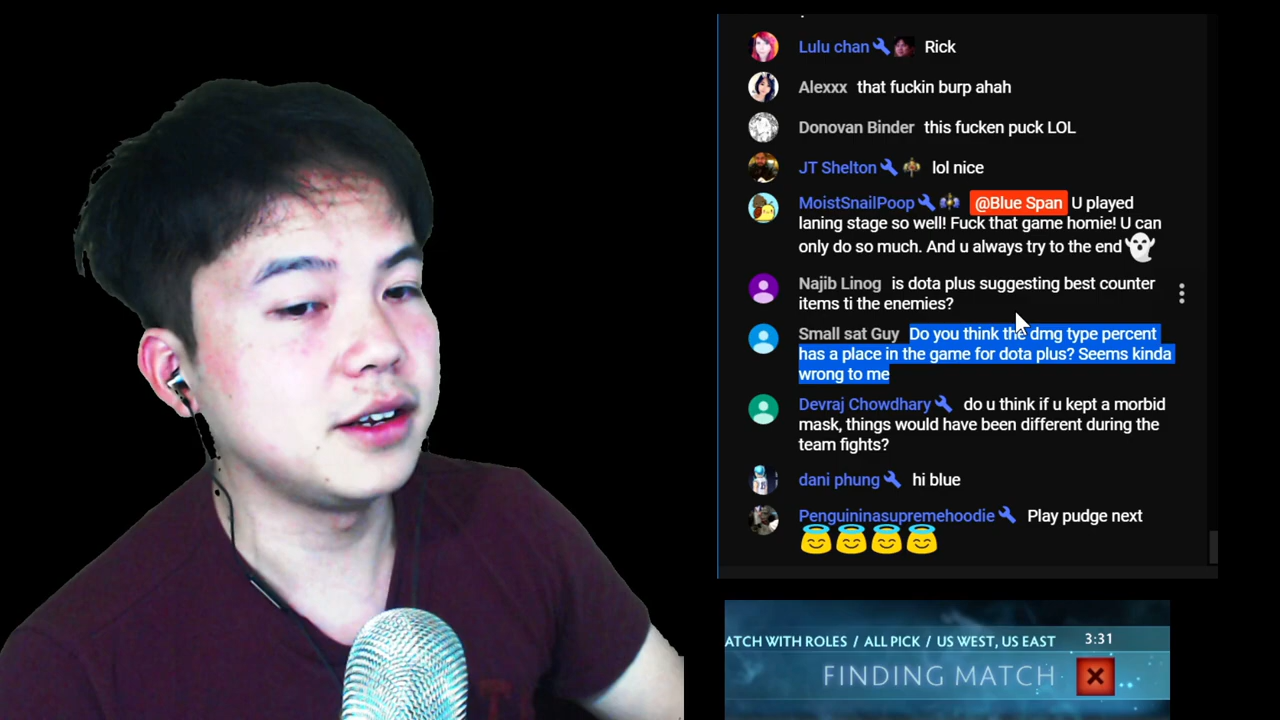 Lulu chan Rick
Alexxx that fuckin burp ahah
Donovan Binder this fucken puck LOL
JT Shelton lol nice
MoistSnailPoop @Blue Span U played
laning stage so well! Fuck that game homie! U can
only do so much. And u always try to the end
Najib Linog is dota plus suggesting best counter
items ti the enemies?
Small sat Guy Do you think the dmg type percent
has a place in the game for dota plus? Seems kinda
wrong to me
Devraj Chowdhary do u think if u kept a morbid
mask, things would have been different during the
team fights?
dani phung hi blue
Penguininasupremehoodie Play pudge next
ATCH WITH ROLES / ALL PICK / US WEST, US EAST 3:31
FINDING MATCH